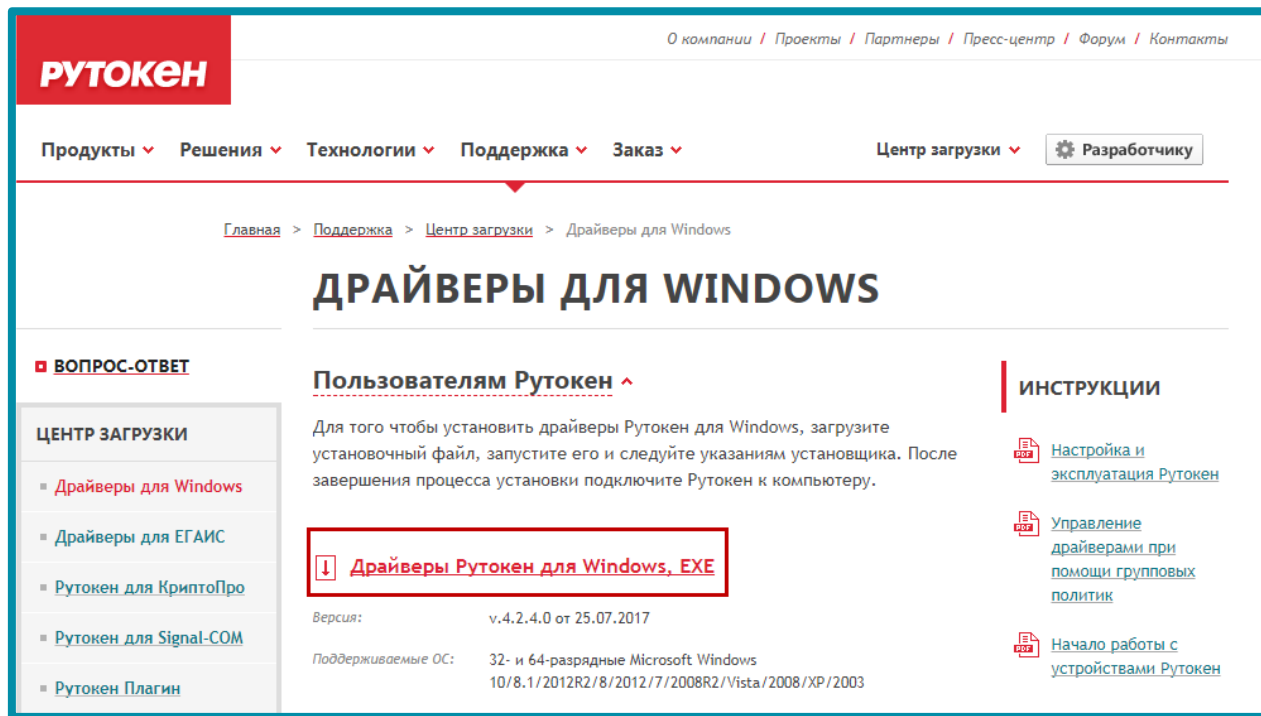 О компании / Проекты / Партнеры / Пресс-центр / Форум / Контакты
РУТОКЕН
Продукты Решения Технологии Поддержка Заказ Центр загрузки Разработчику
Главная > Поддержка > Центр загрузки > Драйверы для Windows
ДРАЙВЕРЫ ДЛЯ WINDOWS
ВОПРОС-ОТВЕТ
ЦЕНТР ЗАГРУЗКИ
Драйверы для Windows
Драйверы для ЕГАИС
Рутокен для КриптоПро
Рутокен для Signal-COM
Рутокен Плагин
Пользователям Рутокен
Для того чтобы установить драйверы Рутокен для Windows, загрузите
установочный файл, запустите его и следуйте указаниям установщика. После
завершения процесса установки подключите Рутокен к компьютеру.
Драйверы Рутокен для Windows, EXE
Версия: v.4.2.4.0 от 25.07.2017
Поддерживаемые ОС: 32- и 64-разрядные Microsoft Windows
10/8.1/2012R2/8/2012/7/2008R2/Vista/2008/XP/2003
ИНСТРУКЦИИ
PDF Настройка и
эксплуатация Рутокен
PDF Управление
драйверами при
помощи групповых
политик
PDF Начало работы с
устройствами Рутокен